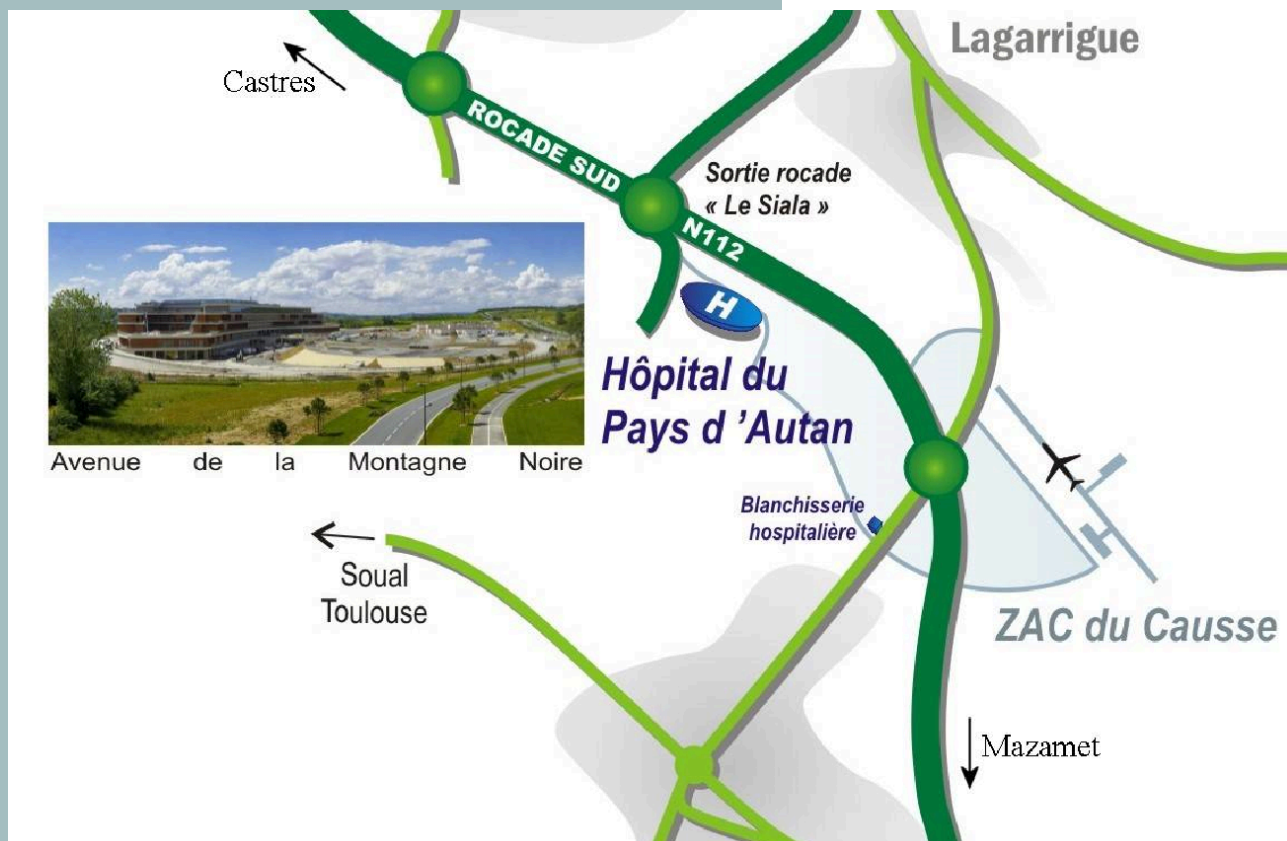 Lagarrigue
Castres
ROCADE SUD
Sortie rocade
« Le Siala »
N112
H
Hôpital du
Pays d ’Autan
Avenue de la Montagne Noire
Blanchisserie
hospitalière
Soual
Toulouse
ZAC du Causse
Mazamet